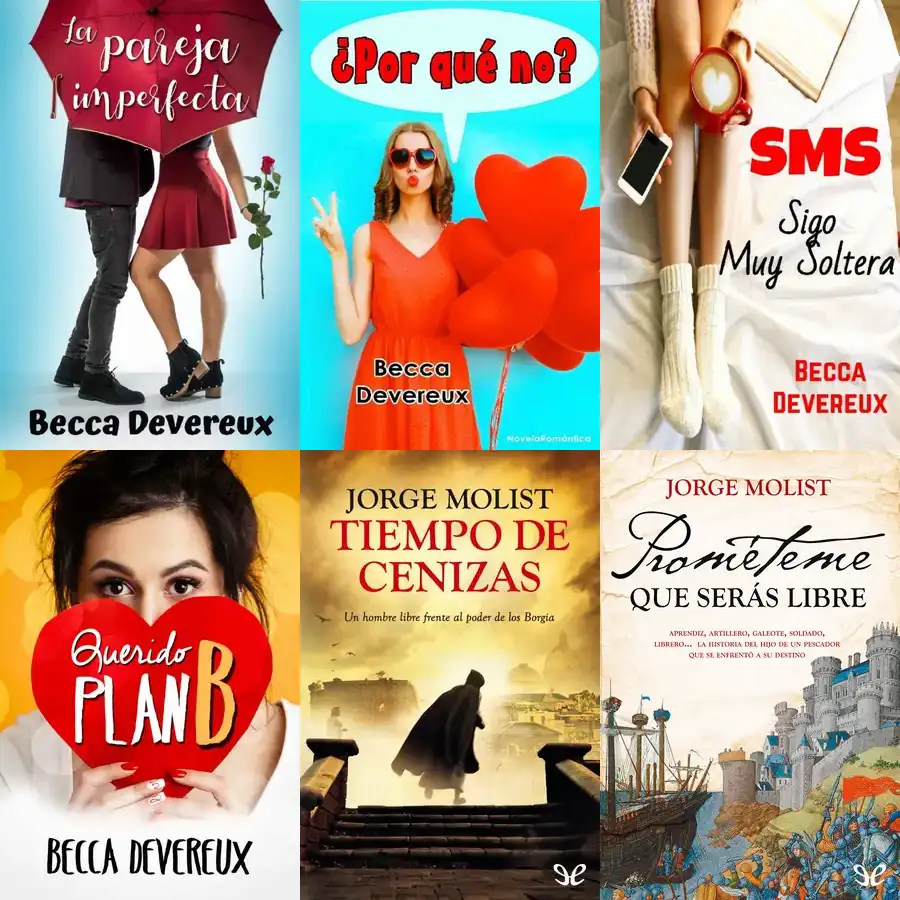 La
pareja
imperfecta
Becca Devereux
¿Por qué no?
Becca
Devereux
NovelaRomántica
SMS
Sigo
Muy Soltera
BECCA
DEVEREUX
Querido
PLAN B
BECCA DEVEREUX
JORGE MOLIST
TIEMPO DE
CENIZAS
Un hombre libre frente al poder de los Borgia
JORGE MOLIST
Prométeme
QUE SERÁS LIBRE
APRENDIZ, ARTILLERO, GALEOTE, SOLDADO,
LIBRERO... LA HISTORIA DEL HIJO DE UN PESCADOR
QUE SE ENFRENTÓ A SU DESTINO